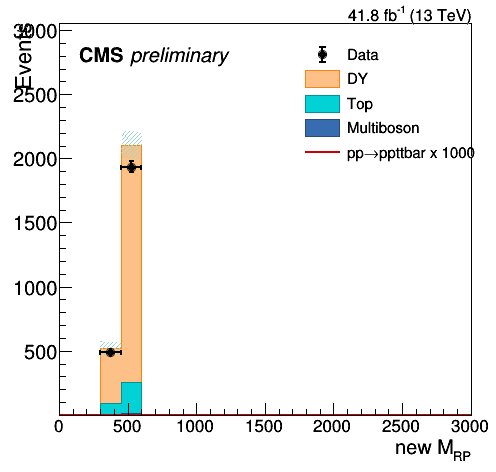 41.8 fb⁻¹ (13 TeV)
CMS preliminary
Events
3000
2500
2000
1500
1000
500
Data
DY
Top
Multiboson
pp→ppttbar x 1000
0 500 1000 1500 2000 2500 3000
new M_RP